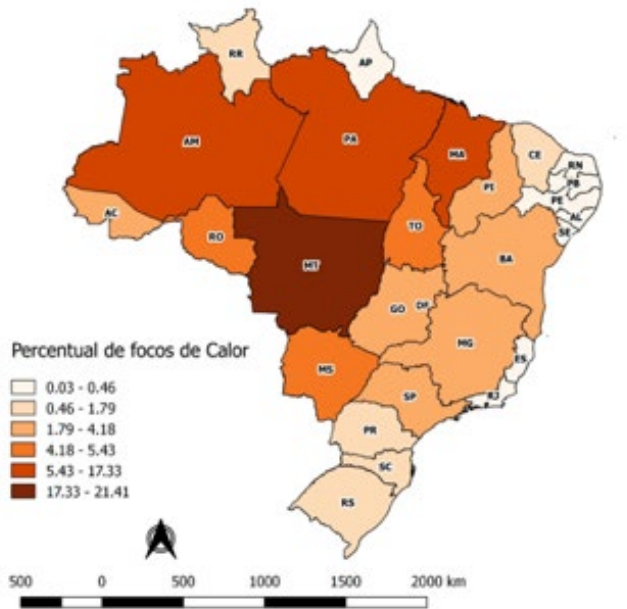 RR
AP
AM
PA
MA
CE
RN
PB
PI
PE
AL
SE
AC
RO
TO
BA
MT
GO
DF
MG
ES
MS
SP
RJ
PR
SC
RS
Percentual de focos de Calor
0.03 - 0.46
0.46 - 1.79
1.79 - 4.18
4.18 - 5.43
5.43 - 17.33
17.33 - 21.41
500 0 500 1000 1500 2000 km